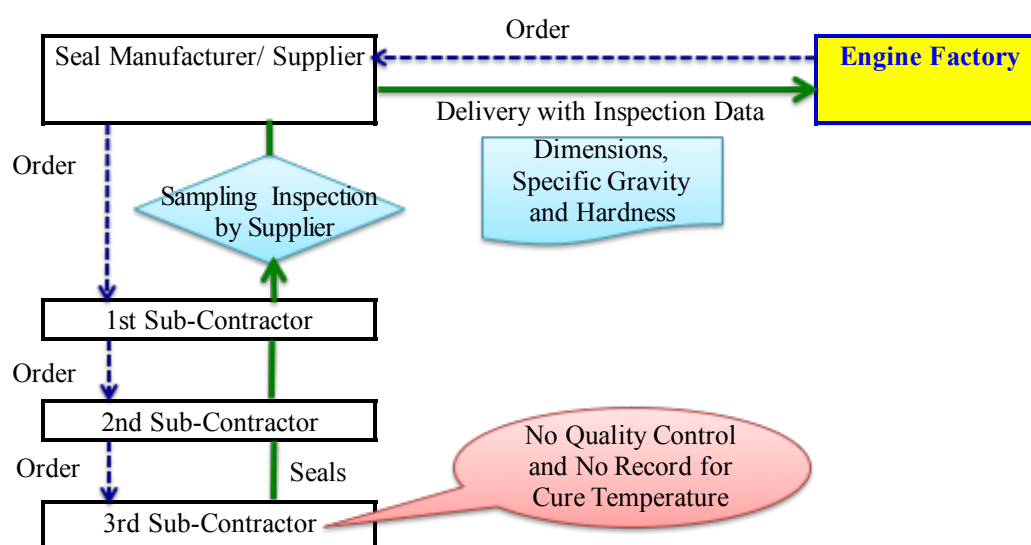 Order
Seal Manufacturer/ Supplier
Engine Factory
Delivery with Inspection Data
Order
Dimensions,
Specific Gravity
and Hardness
Sampling Inspection
by Supplier
1st Sub-Contractor
Order
2nd Sub-Contractor
Order
Seals
No Quality Control
and No Record for
Cure Temperature
3rd Sub-Contractor